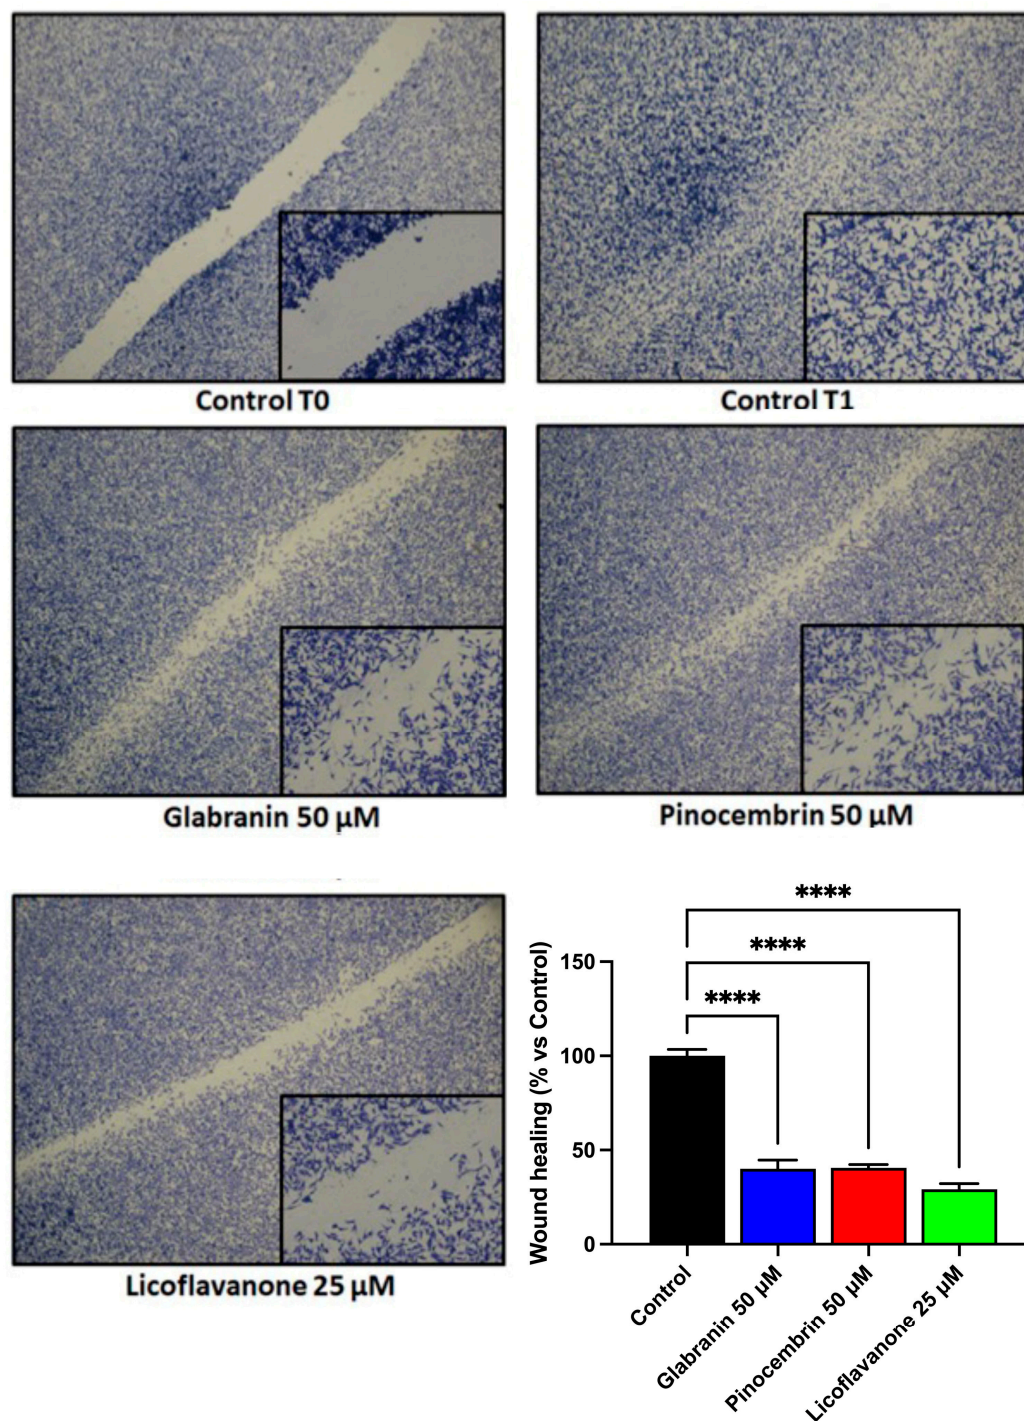 Control T0
Control T1
Glabranin 50 µM
Pinocembrin 50 µM
Licoflavanone 25 µM
****
****
****
Wound healing (% vs Control)
150
100
50
0
Control
Glabranin 50 µM
Pinocembrin 50 µM
Licoflavanone 25 µM